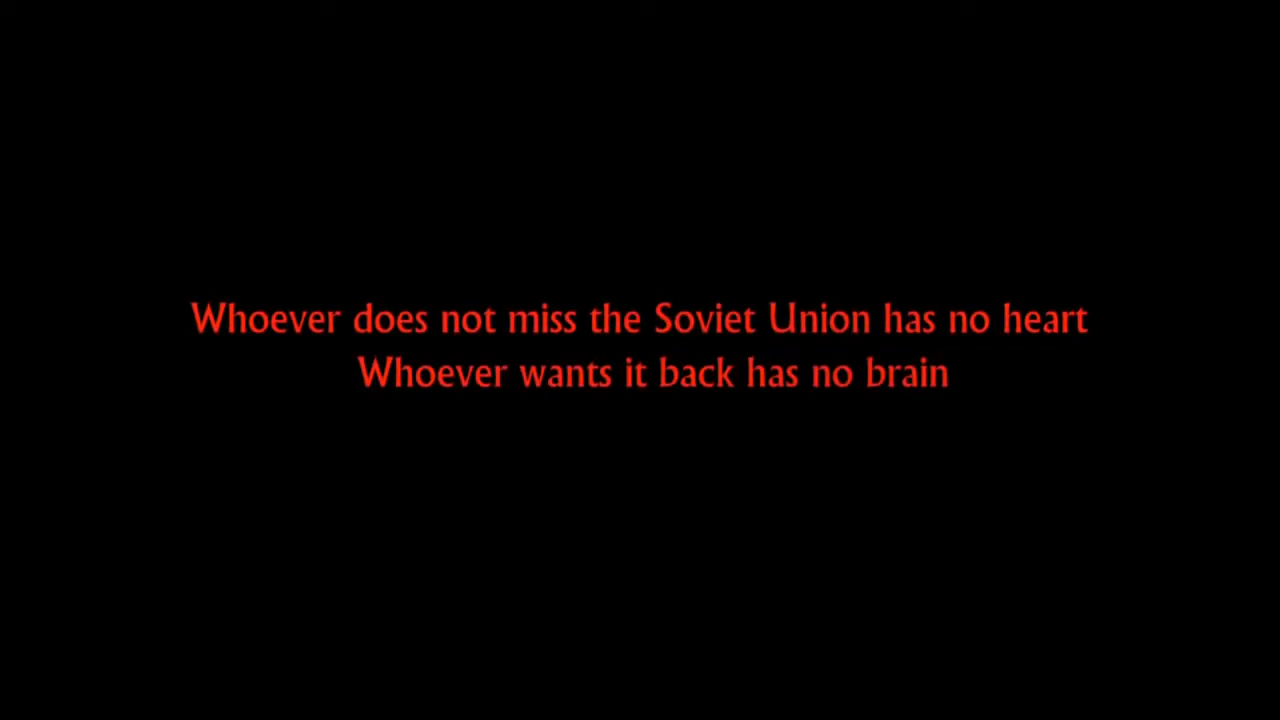 Whoever does not miss the Soviet Union has no heart
Whoever wants it back has no brain